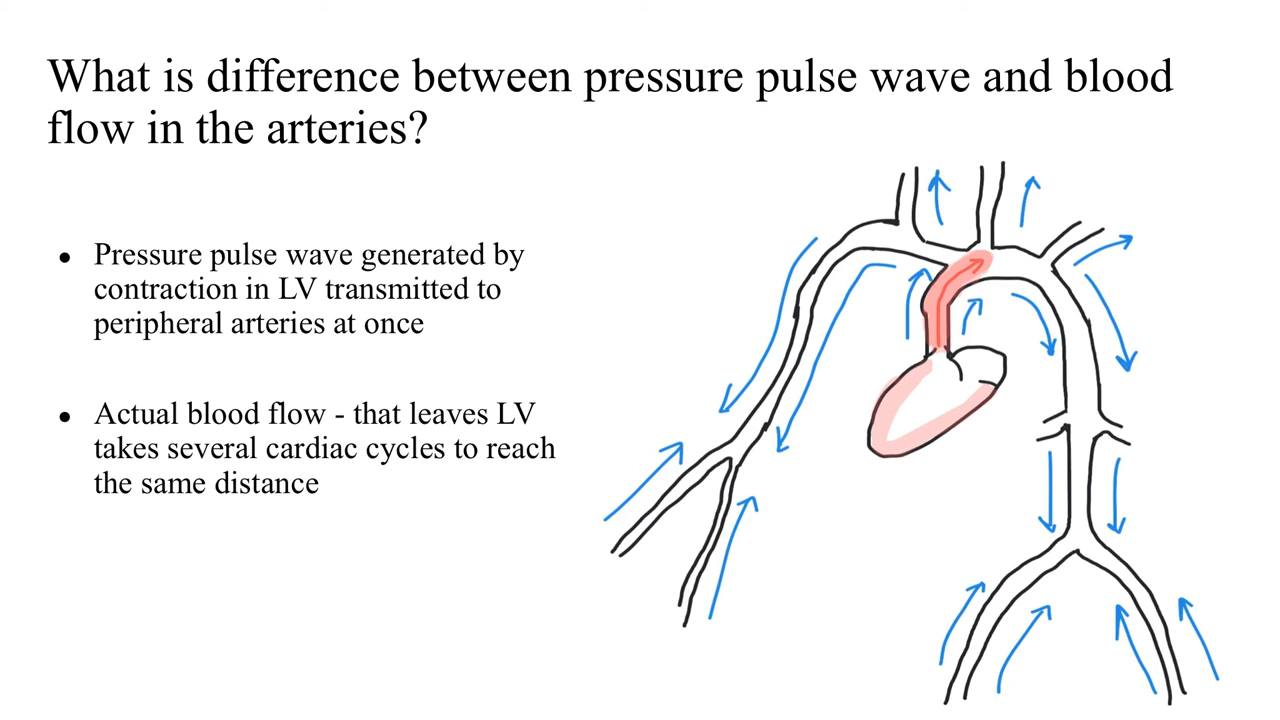 What is difference between pressure pulse wave and blood
flow in the arteries?
● Pressure pulse wave generated by
contraction in LV transmitted to
peripheral arteries at once
● Actual blood flow - that leaves LV
takes several cardiac cycles to reach
the same distance